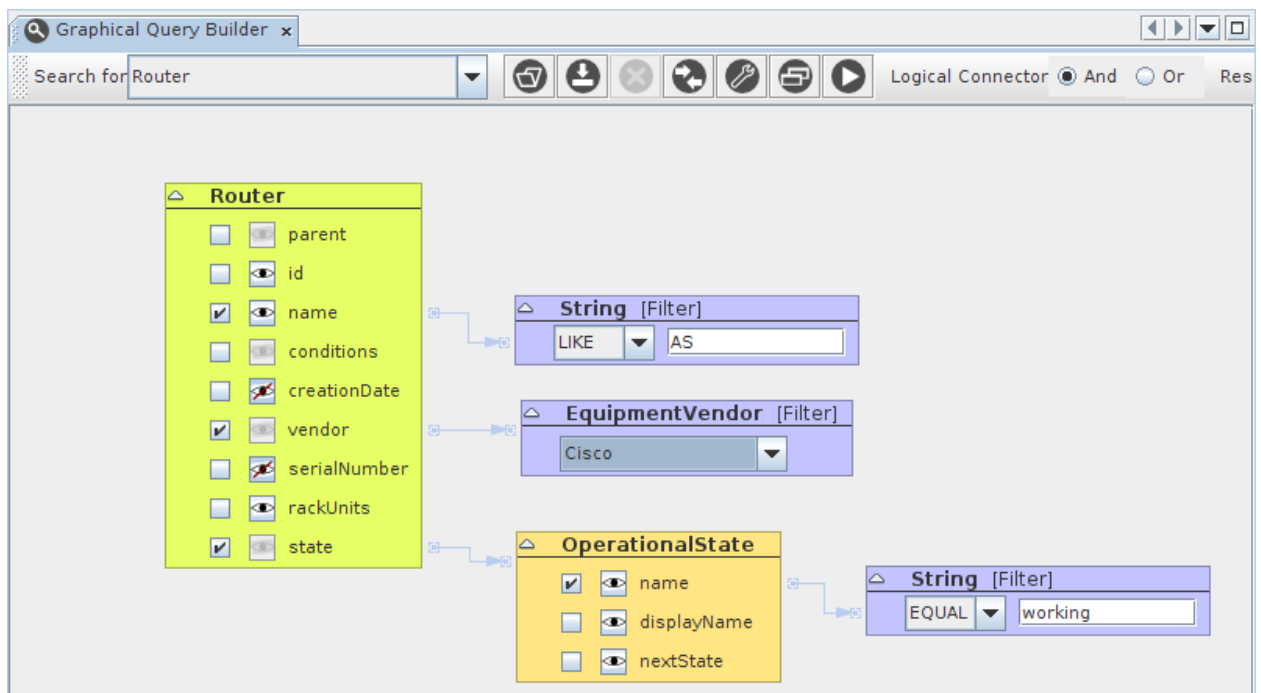 Graphical Query Builder x
Search for Router
Logical Connector And Or Res
Router
parent
id
name
conditions
creationDate
vendor
serialNumber
rackUnits
state
String [Filter]
LIKE AS
EquipmentVendor [Filter]
Cisco
OperationalState
name
displayName
nextState
String [Filter]
EQUAL working